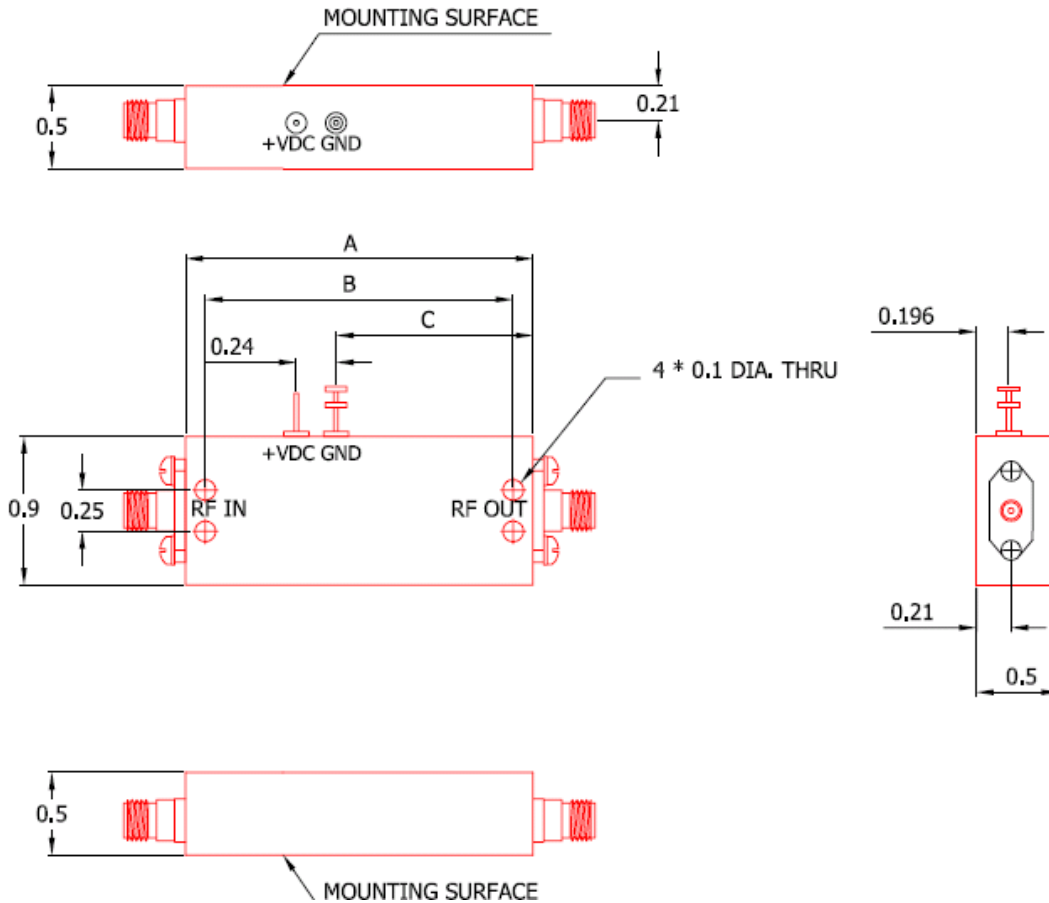 MOUNTING SURFACE
0.5
0.21
+VDC GND
A
B
C
0.24
0.196
4 * 0.1 DIA. THRU
+VDC GND
0.9
0.25
RF IN
RF OUT
0.21
0.5
0.5
MOUNTING SURFACE